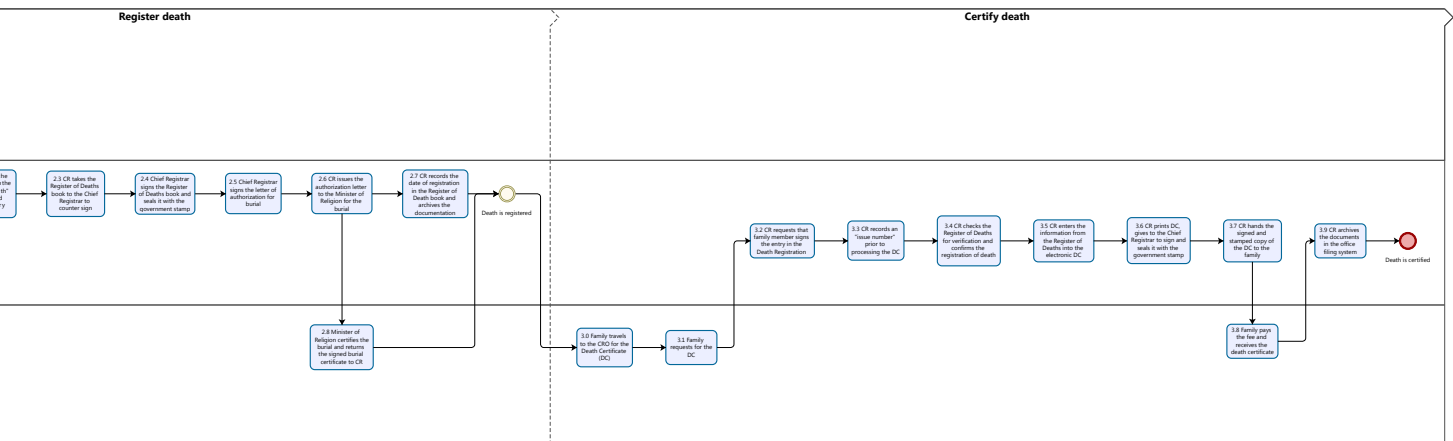 Register death
Certify death
he
the
th"
d
y
2.3 CR takes the
Register of Deaths
book to the Chief
Registrar to
counter sign
2.4 Chief Registrar
signs the Register
of Deaths book and
seals it with the
government stamp
2.5 Chief Registrar
signs the letter of
authorization for
burial
2.6 CR issues the
authorization letter
to the Minister of
Religion for the
burial
2.7 CR records the
date of registration
in the Register of
Death book and
archives the
documentation
Death is registered
2.8 Minister of
Religion certifies the
burial and returns
the signed burial
certificate to CR
3.0 Family travels
to the CRO for the
Death Certificate
(DC)
3.1 Family
requests for the
DC
3.2 CR requests that
family member signs
the entry in the
Death Registration
3.3 CR records an
"issue number"
prior to
processing the DC
3.4 CR checks the
Register of Deaths
for verification and
confirms the
registration of death
3.5 CR enters the
information from
the Register of
Deaths into the
electronic DC
3.6 CR prints DC,
gives to the Chief
Registrar to sign and
seals it with the
government stamp
3.7 CR hands the
signed and
stamped copy of
the DC to the
family
3.8 Family pays
the fee and
receives the
death certificate
3.9 CR archives
the documents
in the office
filing system
Death is certified